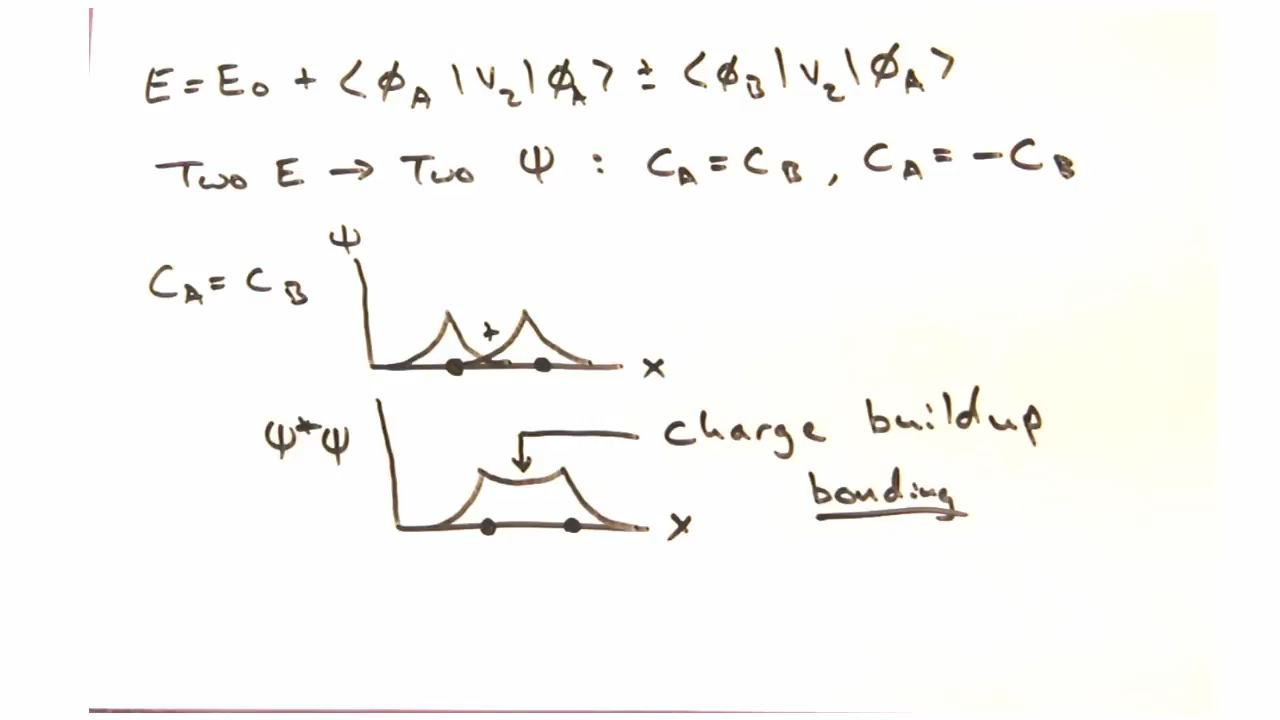 E = E₀ + ⟨ϕ_A | V₂ | ϕ_A⟩ ± ⟨ϕ_B | V₂ | ϕ_A⟩
Two E → Two ψ : C_A = C_B , C_A = -C_B
ψ
C_A = C_B
+
x
ψ*ψ
charge buildup
bonding
x